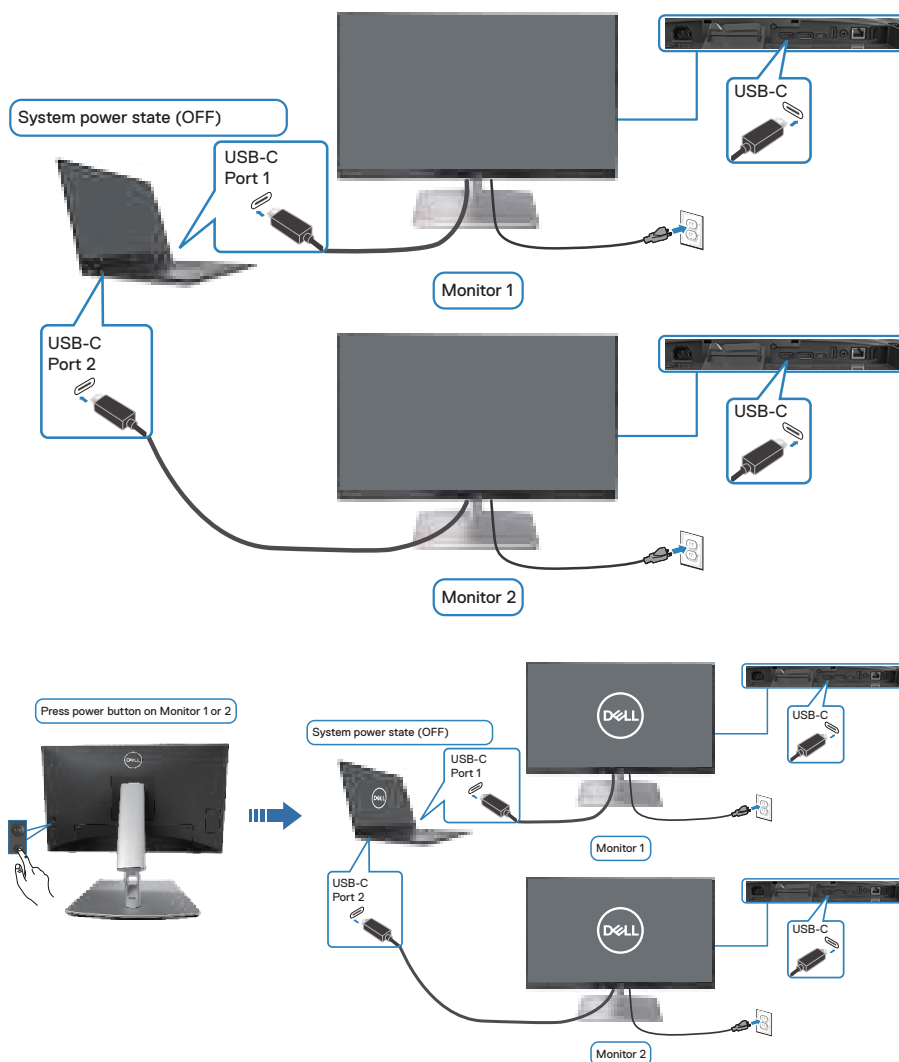 USB-C
System power state (OFF)
USB-C
Port 1
Monitor 1
USB-C
Port 2
USB-C
Monitor 2
Press power button on Monitor 1 or 2
DELL
DELL
USB-C
System power state (OFF)
USB-C
Port 1
DELL
Monitor 1
USB-C
Port 2
DELL
USB-C
Monitor 2